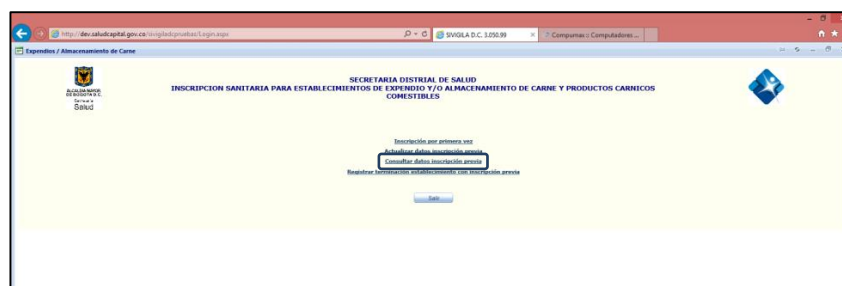 http://dev.saludcapital.gov.co/sivigiladcpruebas/Login.aspx
SIVIGILA D.C. 3.050.99
Compumas :: Computadores ...
Expendios / Almacenamiento de Carne
ALCALDIA MAYOR
DE BOGOTA D.C.
Salud
SECRETARIA DISTRIAL DE SALUD
INSCRIPCION SANITARIA PARA ESTABLECIMIENTOS DE EXPENDIO Y/O ALMACENAMIENTO DE CARNE Y PRODUCTOS CARNICOS
COMESTIBLES
Inscripción por primera vez
Actualizar datos inscripción previa
Consultar datos inscripción previa
Registrar terminación establecimiento con inscripción previa
Salir